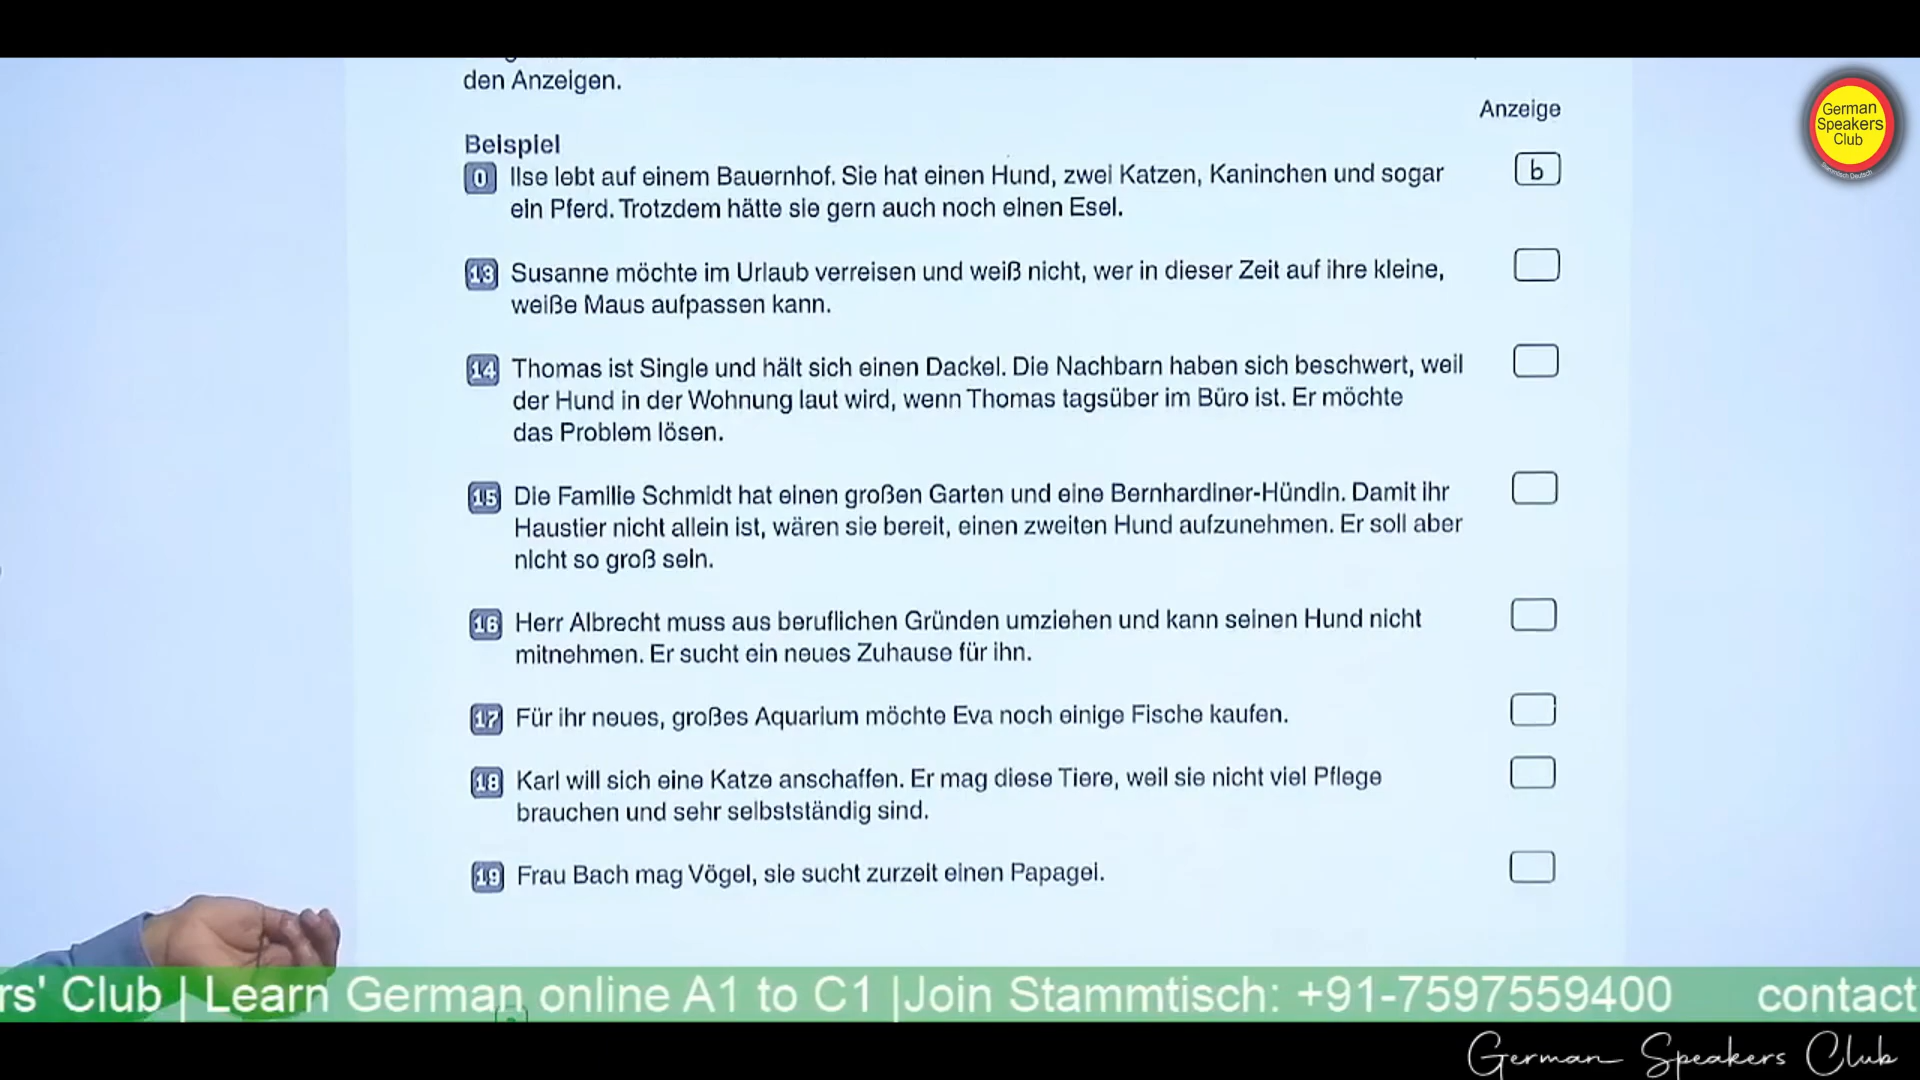 den Anzeigen.
Anzeige
Beispiel
0 Ilse lebt auf einem Bauernhof. Sie hat einen Hund, zwei Katzen, Kaninchen und sogar
ein Pferd. Trotzdem hätte sie gern auch noch einen Esel.
b
13 Susanne möchte im Urlaub verreisen und weiß nicht, wer in dieser Zeit auf ihre kleine,
weiße Maus aufpassen kann.
14 Thomas ist Single und hält sich einen Dackel. Die Nachbarn haben sich beschwert, weil
der Hund in der Wohnung laut wird, wenn Thomas tagsüber im Büro ist. Er möchte
das Problem lösen.
15 Die Familie Schmidt hat einen großen Garten und eine Bernhardiner-Hündin. Damit ihr
Haustier nicht allein ist, wären sie bereit, einen zweiten Hund aufzunehmen. Er soll aber
nicht so groß sein.
16 Herr Albrecht muss aus beruflichen Gründen umziehen und kann seinen Hund nicht
mitnehmen. Er sucht ein neues Zuhause für ihn.
17 Für ihr neues, großes Aquarium möchte Eva noch einige Fische kaufen.
18 Karl will sich eine Katze anschaffen. Er mag diese Tiere, weil sie nicht viel Pflege
brauchen und sehr selbstständig sind.
19 Frau Bach mag Vögel, sie sucht zurzeit einen Papagei.
German
Speakers
Club
rs' Club | Learn German online A1 to C1 |Join Stammtisch: +91-7597559400 contact
German Speakers Club